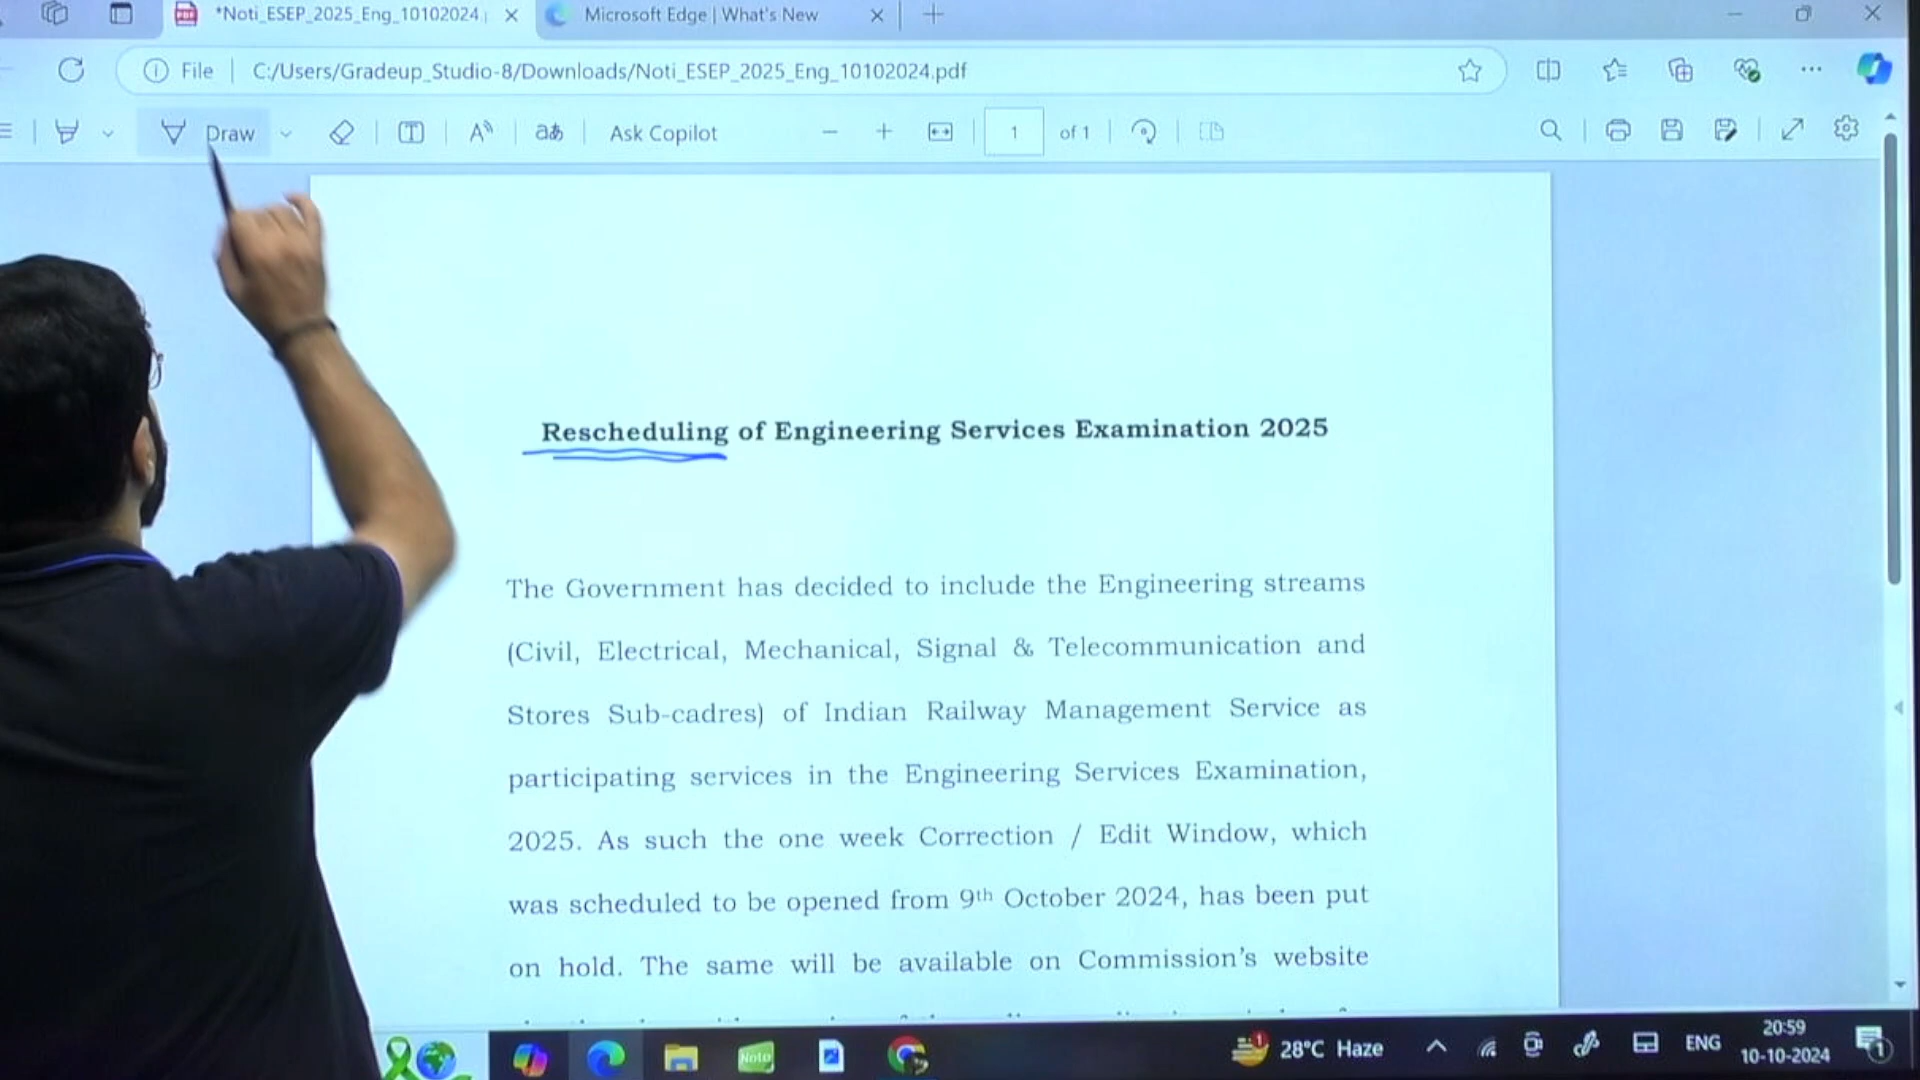 *Noti_ESEP_2025_Eng_10102024
Microsoft Edge | What's New
File
C:/Users/Gradeup_Studio-8/Downloads/Noti_ESEP_2025_Eng_10102024.pdf
Draw
aあ
Ask Copilot
1
of 1
Rescheduling of Engineering Services Examination 2025
The Government has decided to include the Engineering streams
(Civil, Electrical, Mechanical, Signal & Telecommunication and
Stores Sub-cadres) of Indian Railway Management Service as
participating services in the Engineering Services Examination,
2025. As such the one week Correction / Edit Window, which
was scheduled to be opened from 9th October 2024, has been put
on hold. The same will be available on Commission's website
Note
1
28°C Haze
ENG
20:59
10-10-2024
1